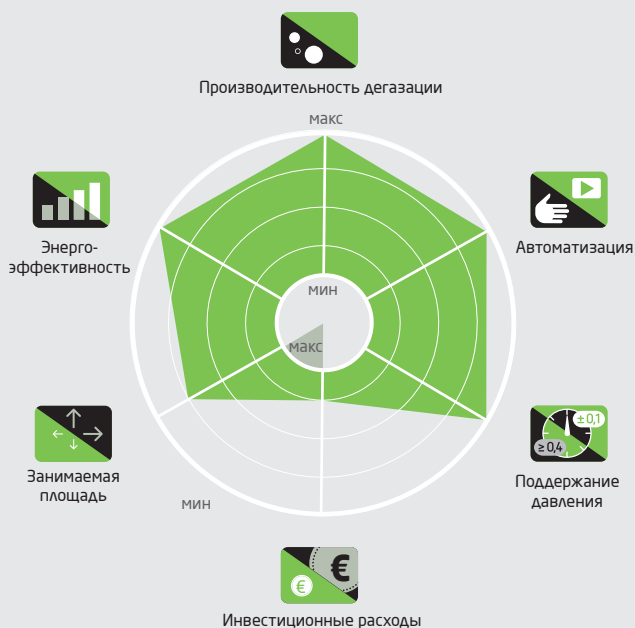 Производительность дегазации
макс
Энерго-
эффективность
Автоматизация
мин
макс
±0,1
≥0,4
Занимаемая
площадь
Поддержание
давления
мин
€
€
Инвестиционные расходы